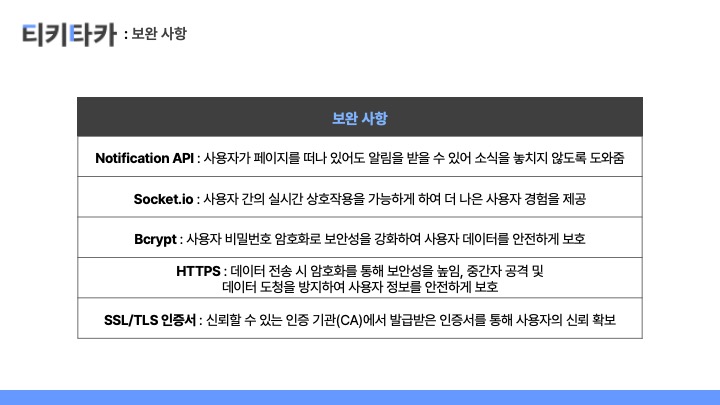 티키타카 : 보완 사항
보완 사항
Notification API : 사용자가 페이지를 떠나 있어도 알림을 받을 수 있어 소식을 놓치지 않도록 도와줌
Socket.io : 사용자 간의 실시간 상호작용을 가능하게 하여 더 나은 사용자 경험을 제공
Bcrypt : 사용자 비밀번호 암호화로 보안성을 강화하여 사용자 데이터를 안전하게 보호
HTTPS : 데이터 전송 시 암호화를 통해 보안성을 높임, 중간자 공격 및
데이터 도청을 방지하여 사용자 정보를 안전하게 보호
SSL/TLS 인증서 : 신뢰할 수 있는 인증 기관(CA)에서 발급받은 인증서를 통해 사용자의 신뢰 확보